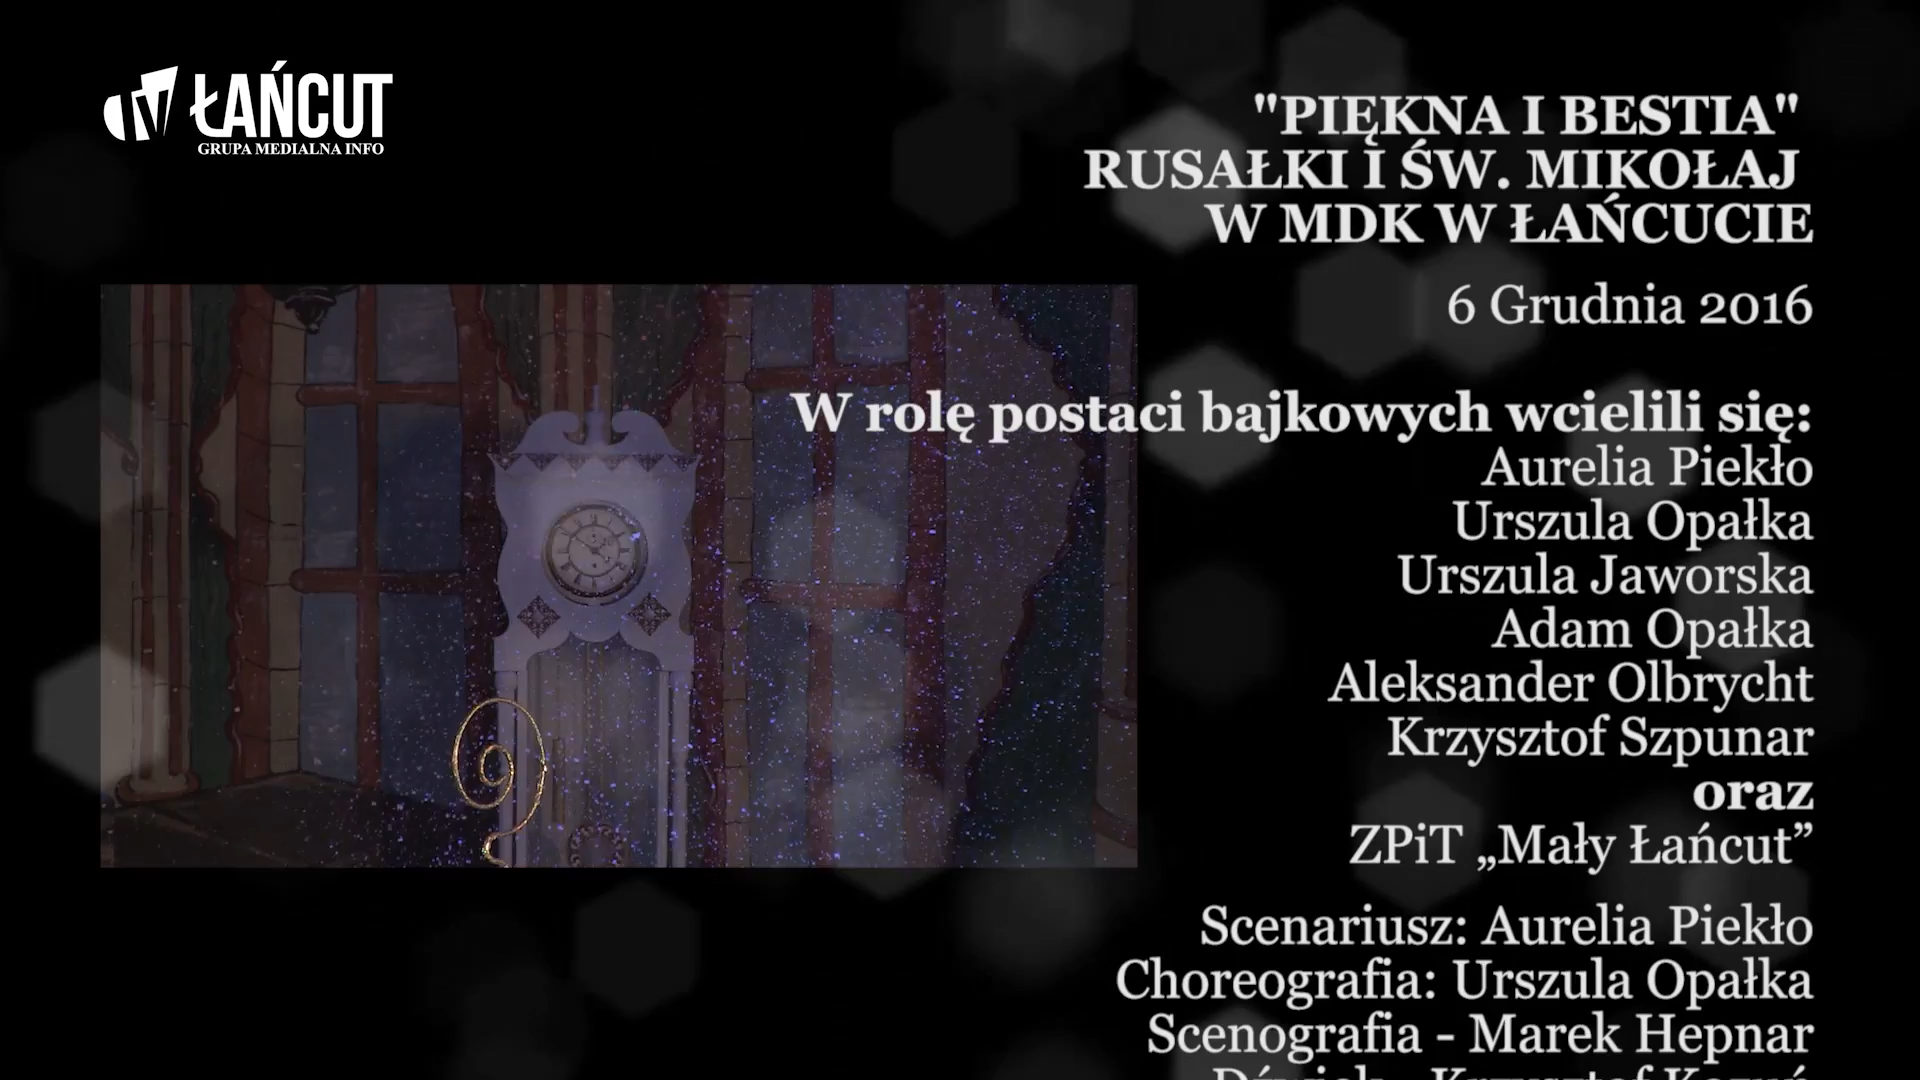 ŁAŃCUT
GRUPA MEDIALNA INFO
"PIĘKNA I BESTIA"
RUSAŁKI I ŚW. MIKOŁAJ
W MDK W ŁAŃCUCIE
6 Grudnia 2016
W rolę postaci bajkowych wcielili się:
Aurelia Piekło
Urszula Opałka
Urszula Jaworska
Adam Opałka
Aleksander Olbrycht
Krzysztof Szpunar
oraz
ZPiT „Mały Łańcut”
Scenariusz: Aurelia Piekło
Choreografia: Urszula Opałka
Scenografia - Marek Hepnar